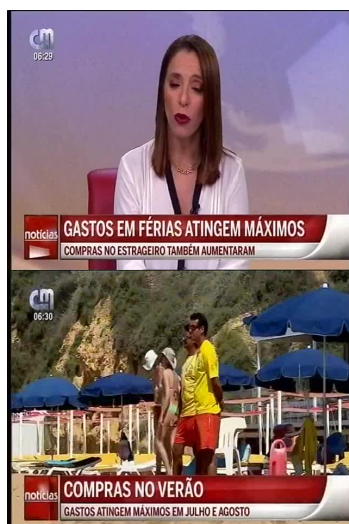 CM
06:29
notícias
GASTOS EM FÉRIAS ATINGEM MÁXIMOS
COMPRAS NO ESTRAGEIRO TAMBÉM AUMENTARAM
CM
06:30
notícias
COMPRAS NO VERÃO
GASTOS ATINGEM MÁXIMOS EM JULHO E AGOSTO